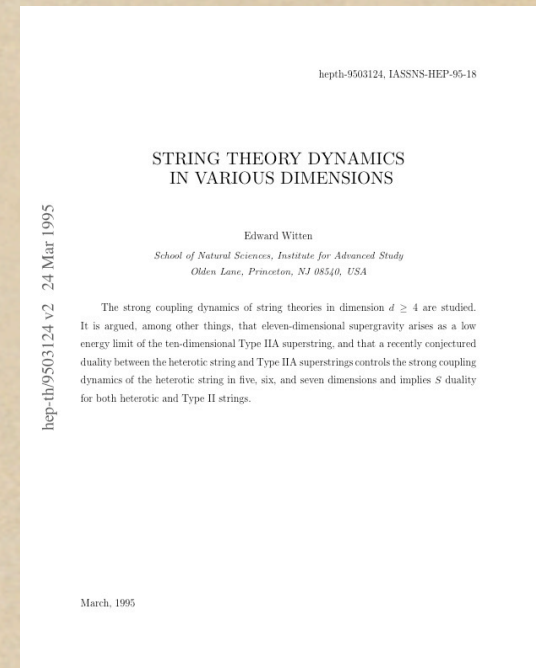 hepth-9503124, IASSNS-HEP-95-18
STRING THEORY DYNAMICS
IN VARIOUS DIMENSIONS
Edward Witten
School of Natural Sciences, Institute for Advanced Study
Olden Lane, Princeton, NJ 08540, USA
The strong coupling dynamics of string theories in dimension d ≥ 4 are studied.
It is argued, among other things, that eleven-dimensional supergravity arises as a low
energy limit of the ten-dimensional Type IIA superstring, and that a recently conjectured
duality between the heterotic string and Type IIA superstrings controls the strong coupling
dynamics of the heterotic string in five, six, and seven dimensions and implies S duality
for both heterotic and Type II strings.
March, 1995
hep-th/9503124 v2 24 Mar 1995